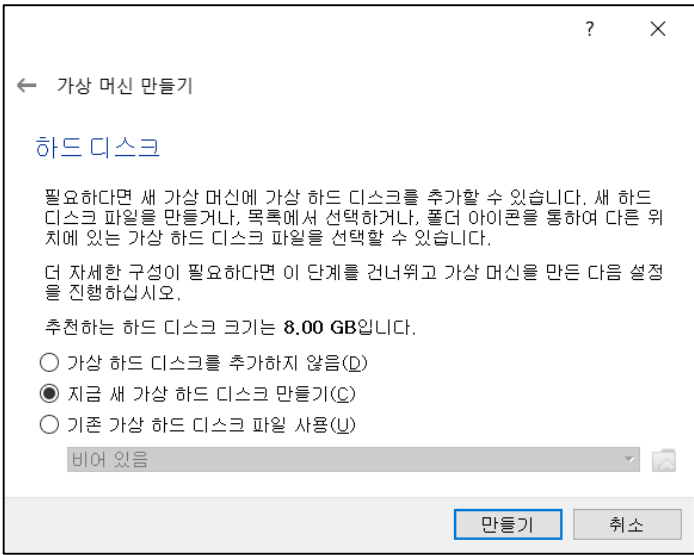 ?
← 가상 머신 만들기
하드 디스크
필요하다면 새 가상 머신에 가상 하드 디스크를 추가할 수 있습니다. 새 하드
디스크 파일을 만들거나, 목록에서 선택하거나, 폴더 아이콘을 통하여 다른 위
치에 있는 가상 하드 디스크 파일을 선택할 수 있습니다.
더 자세한 구성이 필요하다면 이 단계를 건너뛰고 가상 머신을 만든 다음 설정
을 진행하십시오.
추천하는 하드 디스크 크기는 8.00 GB입니다.
가상 하드 디스크를 추가하지 않음(D)
지금 새 가상 하드 디스크 만들기(C)
기존 가상 하드 디스크 파일 사용(U)
비어 있음
만들기 취소